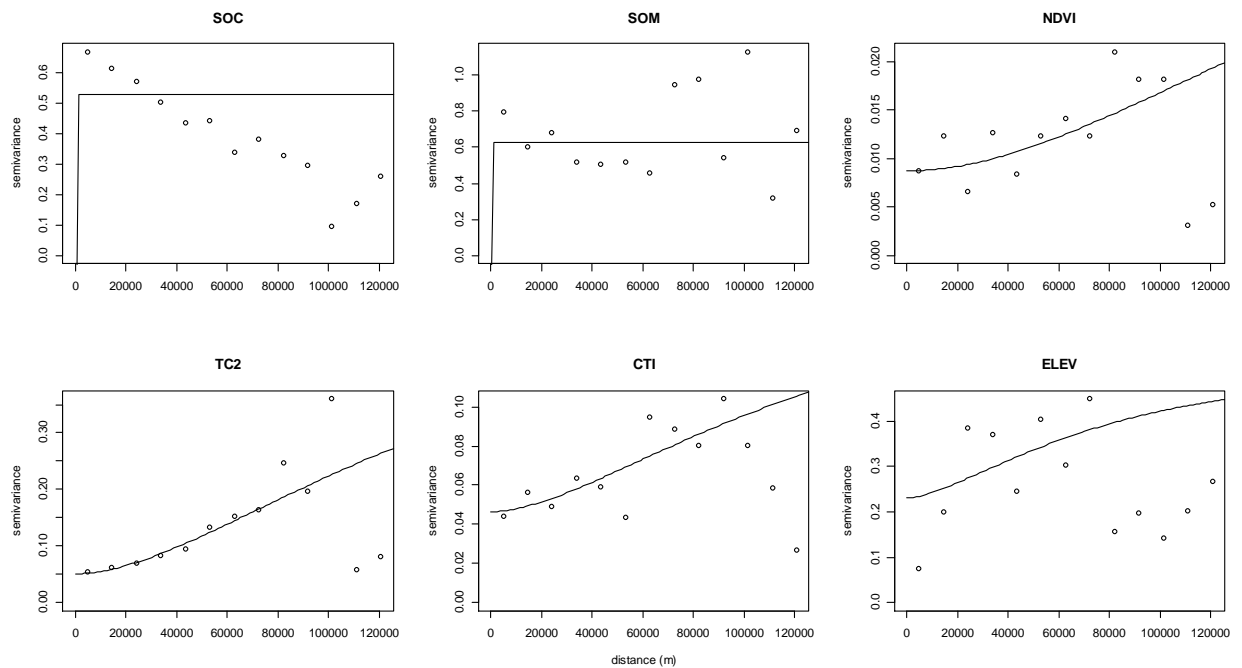 SOC
SOM
NDVI
semivariance
0.0 0.1 0.2 0.3 0.4 0.5 0.6
0 20000 40000 60000 80000 100000 120000
semivariance
0.0 0.2 0.4 0.6 0.8 1.0
0 20000 40000 60000 80000 100000 120000
semivariance
0.000 0.005 0.010 0.015 0.020
0 20000 40000 60000 80000 100000 120000
TC2
CTI
ELEV
semivariance
0.00 0.10 0.20 0.30
0 20000 40000 60000 80000 100000 120000
semivariance
0.00 0.02 0.04 0.06 0.08 0.10
0 20000 40000 60000 80000 100000 120000
semivariance
0.0 0.1 0.2 0.3 0.4
0 20000 40000 60000 80000 100000 120000
distance (m)